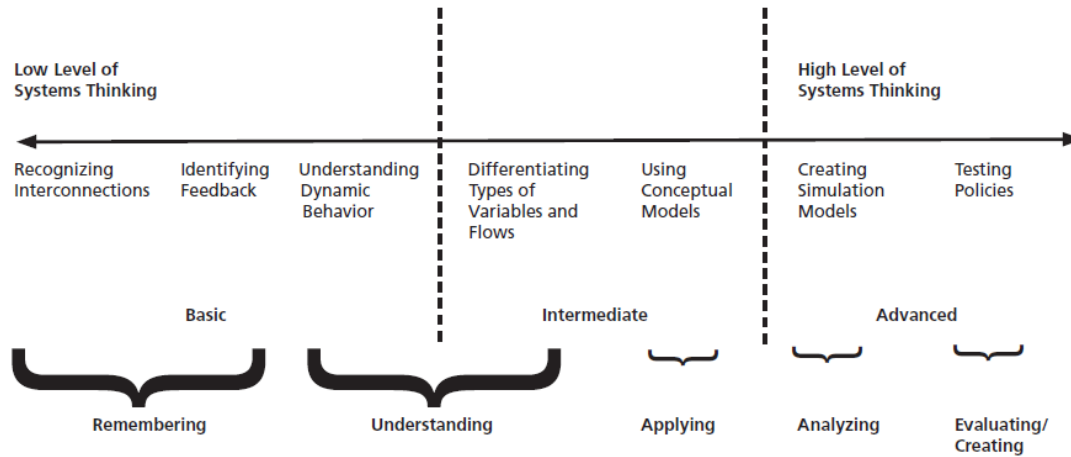 Low Level of
Systems Thinking
High Level of
Systems Thinking
Recognizing
Interconnections
Identifying
Feedback
Understanding
Dynamic
Behavior
Differentiating
Types of
Variables and
Flows
Using
Conceptual
Models
Creating
Simulation
Models
Testing
Policies
Basic
Intermediate
Advanced
Remembering
Understanding
Applying
Analyzing
Evaluating/
Creating